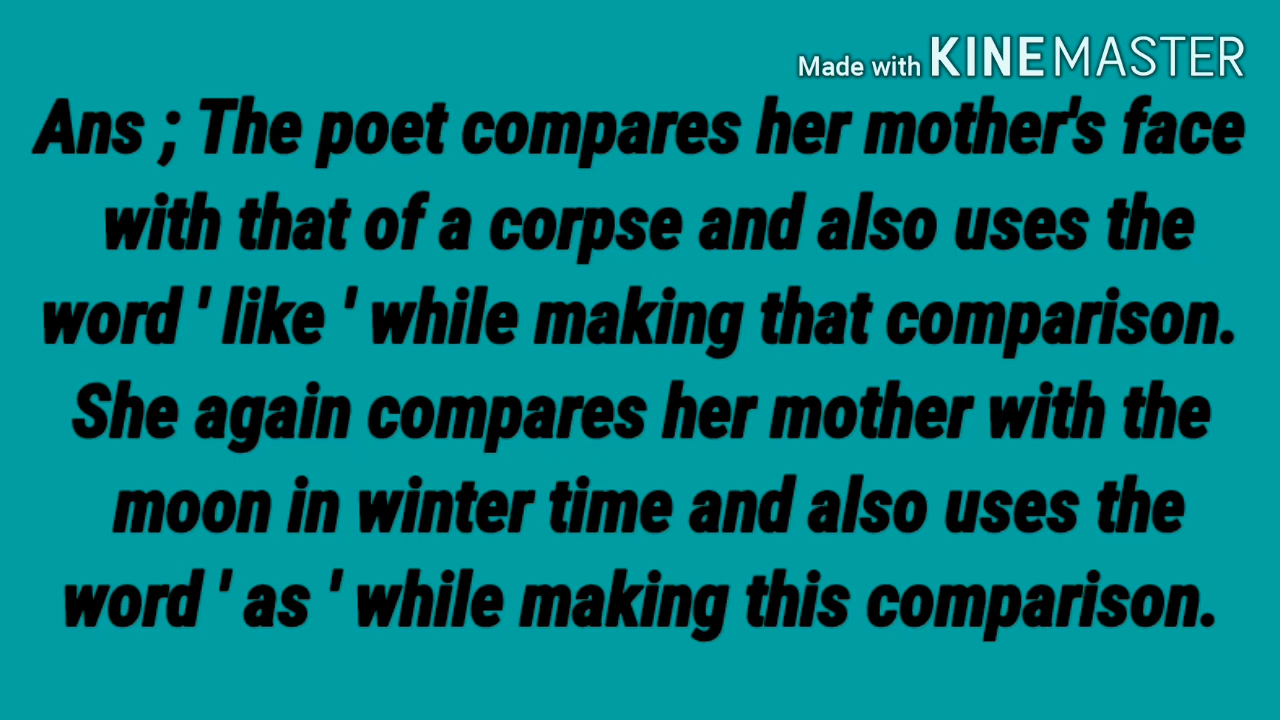 Made with KINEMASTER
Ans ; The poet compares her mother's face
with that of a corpse and also uses the
word ' like ' while making that comparison.
She again compares her mother with the
moon in winter time and also uses the
word ' as ' while making this comparison.